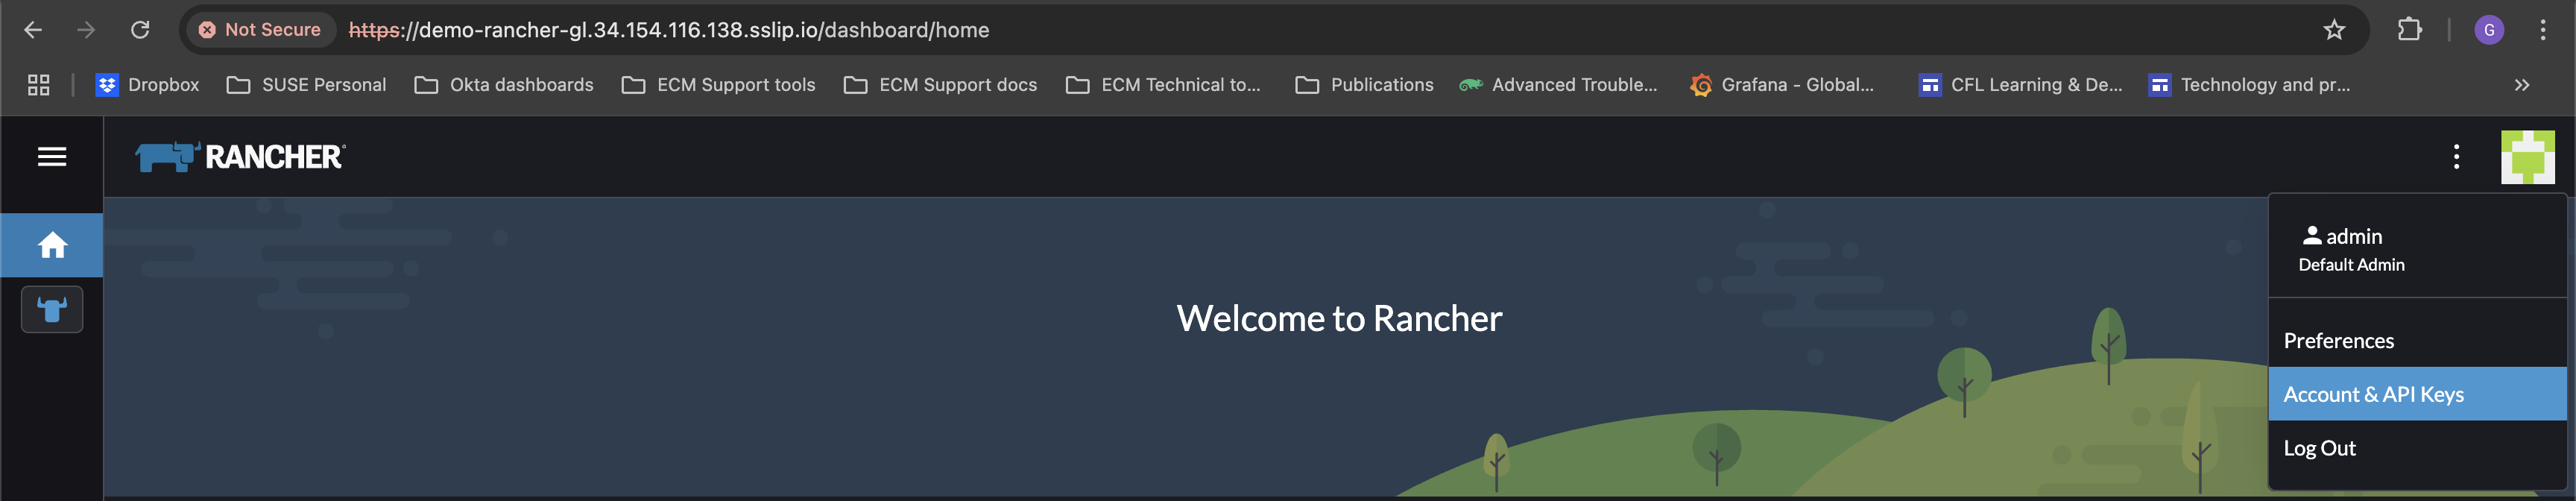 Not Secure https://demo-rancher-gl.34.154.116.138.sslip.io/dashboard/home G
Dropbox SUSE Personal Okta dashboards ECM Support tools ECM Support docs ECM Technical to... Publications Advanced Trouble... Grafana - Global... CFL Learning & De... Technology and pr... »
RANCHER
admin
Default Admin
Welcome to Rancher
Preferences
Account & API Keys
Log Out